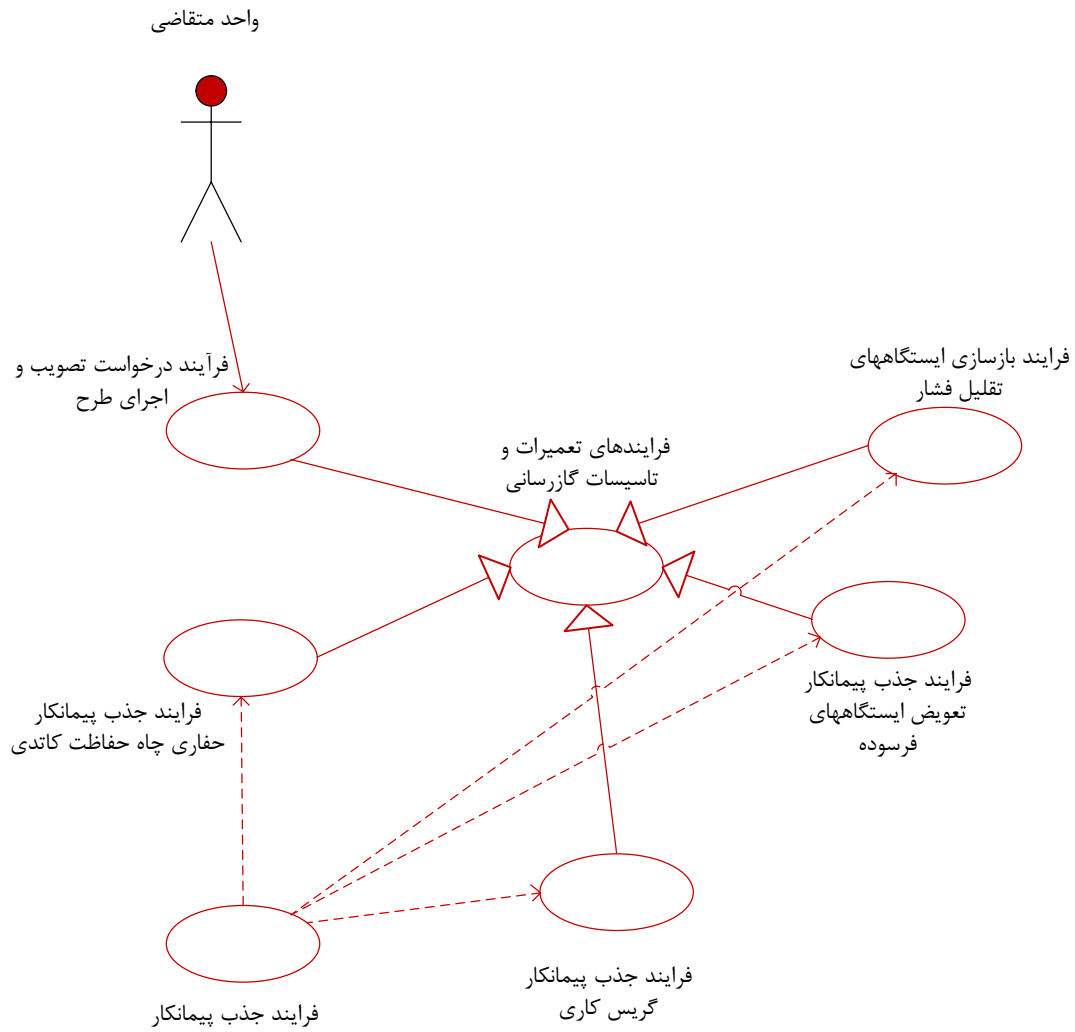 واحد متقاضی
فرآیند درخواست تصویب و
اجرای طرح
فرایند بازسازی ایستگاههای
تقلیل فشار
فرایندهای تعمیرات و
تاسیسات گازرسانی
فرایند جذب پیمانکار
حفاری چاه حفاظت کاتدی
فرایند جذب پیمانکار
تعویض ایستگاههای
فرسوده
فرایند جذب پیمانکار
گریس کاری
فرایند جذب پیمانکار